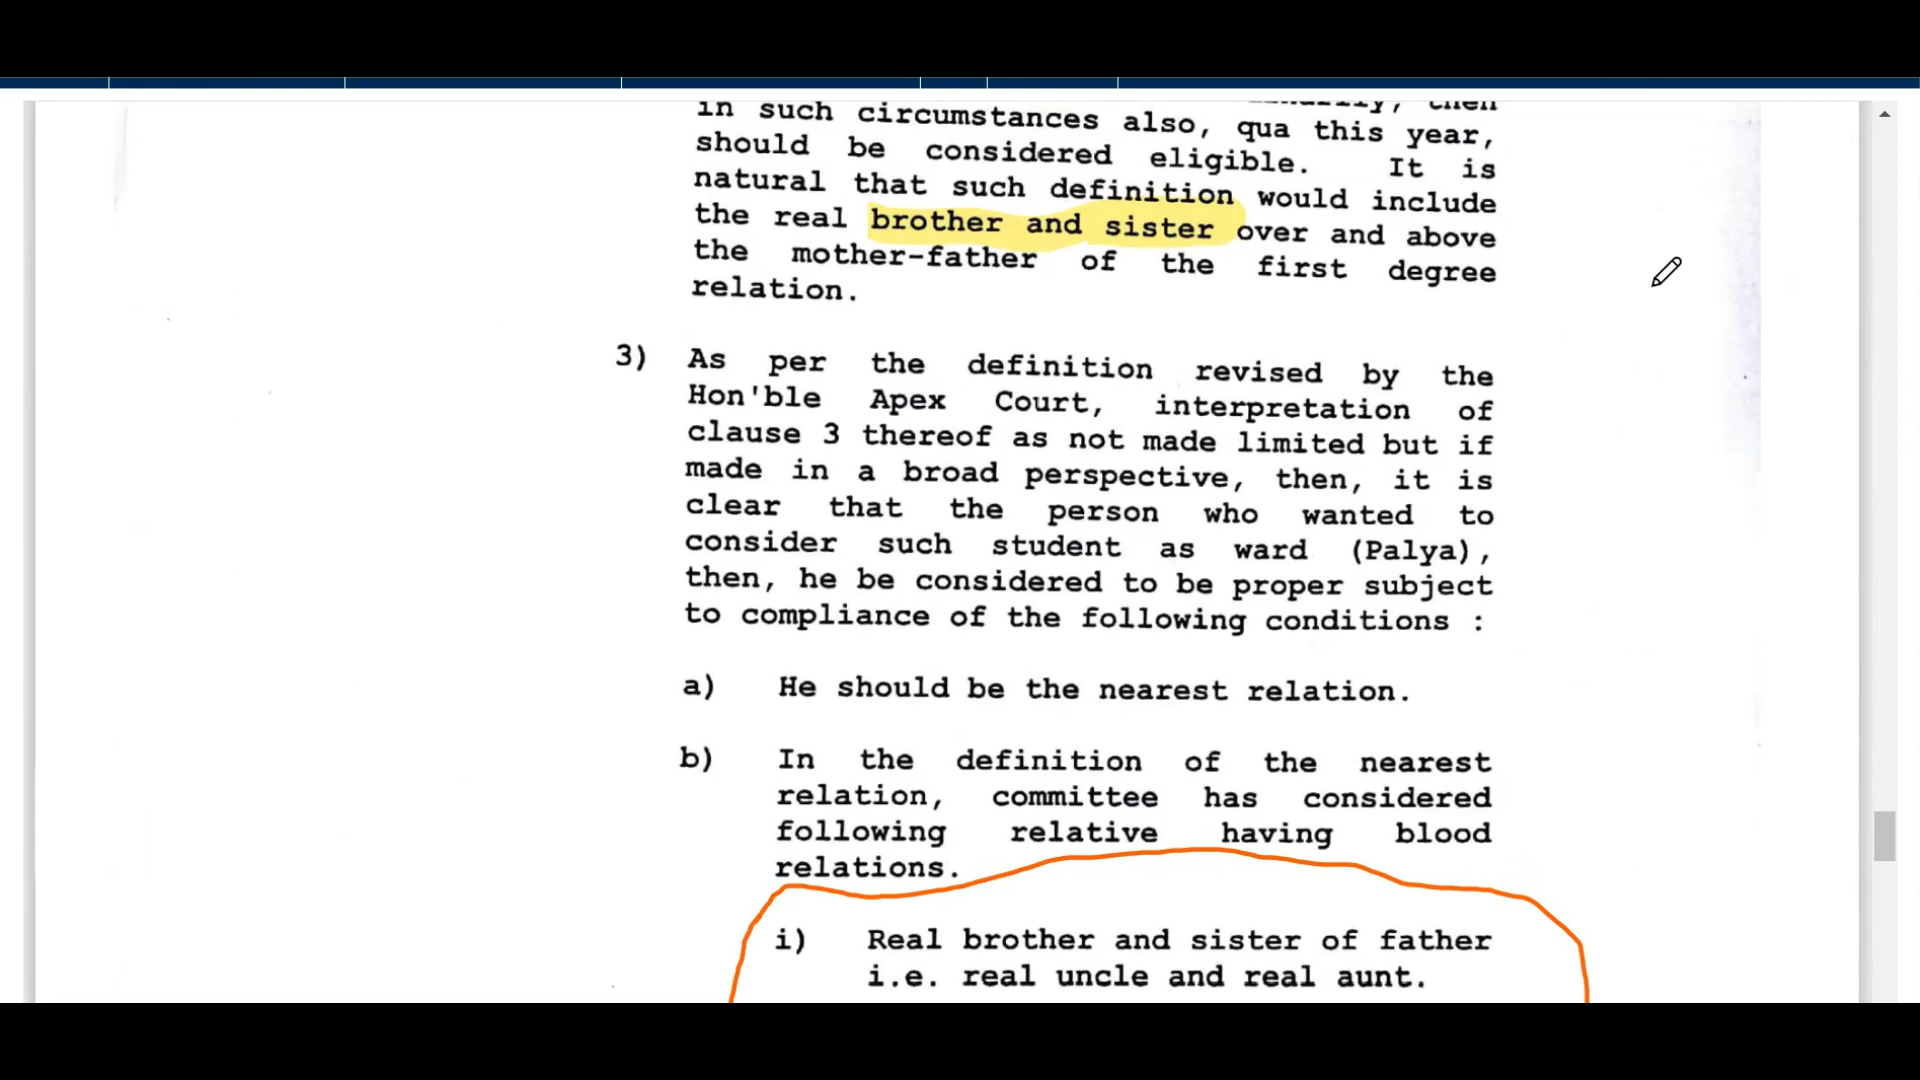 then
in such circumstances also, qua this year,
should be considered eligible. It is
natural that such definition would include
the real brother and sister over and above
the mother-father of the first degree
relation.
3) As per the definition revised by the
Hon'ble Apex Court, interpretation of
clause 3 thereof as not made limited but if
made in a broad perspective, then, it is
clear that the person who wanted to
consider such student as ward (Palya),
then, he be considered to be proper subject
to compliance of the following conditions :
a) He should be the nearest relation.
b) In the definition of the nearest
relation, committee has considered
following relative having blood
relations.
i) Real brother and sister of father
i.e. real uncle and real aunt.